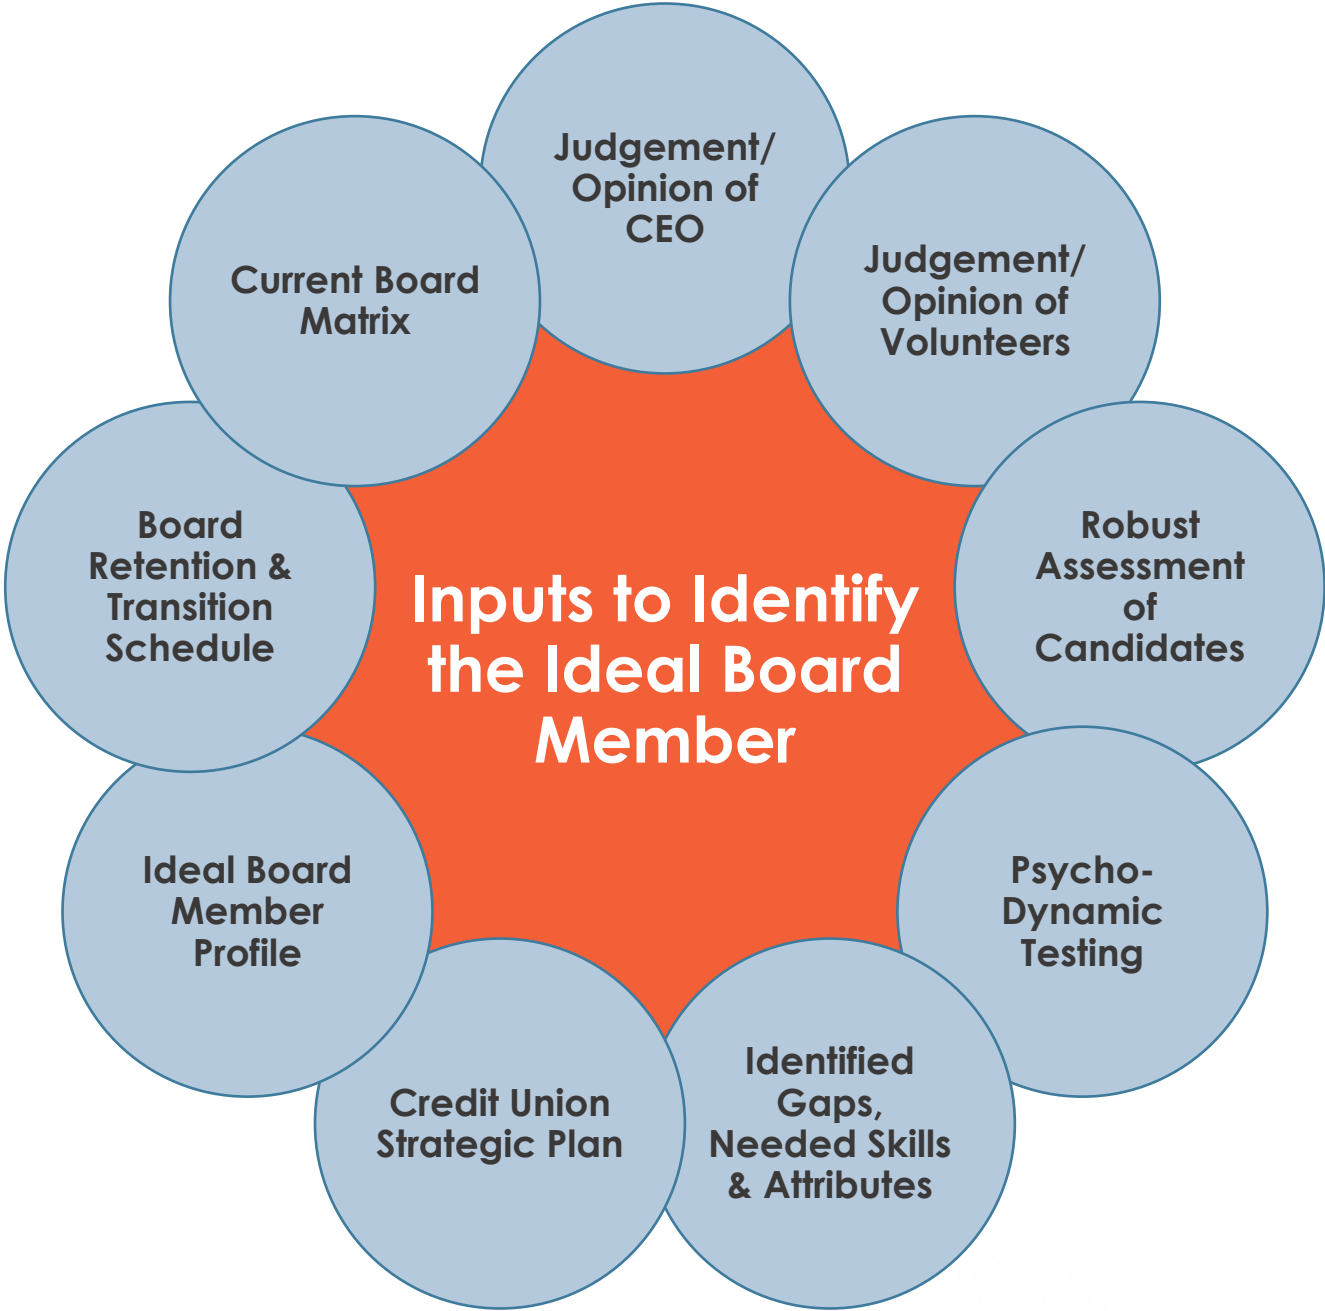 Judgement/
Opinion of
CEO
Judgement/
Opinion of
Volunteers
Robust
Assessment
of
Candidates
Psycho-
Dynamic
Testing
Identified
Gaps,
Needed Skills
& Attributes
Credit Union
Strategic Plan
Ideal Board
Member
Profile
Board
Retention &
Transition
Schedule
Current Board
Matrix
Inputs to Identify
the Ideal Board
Member